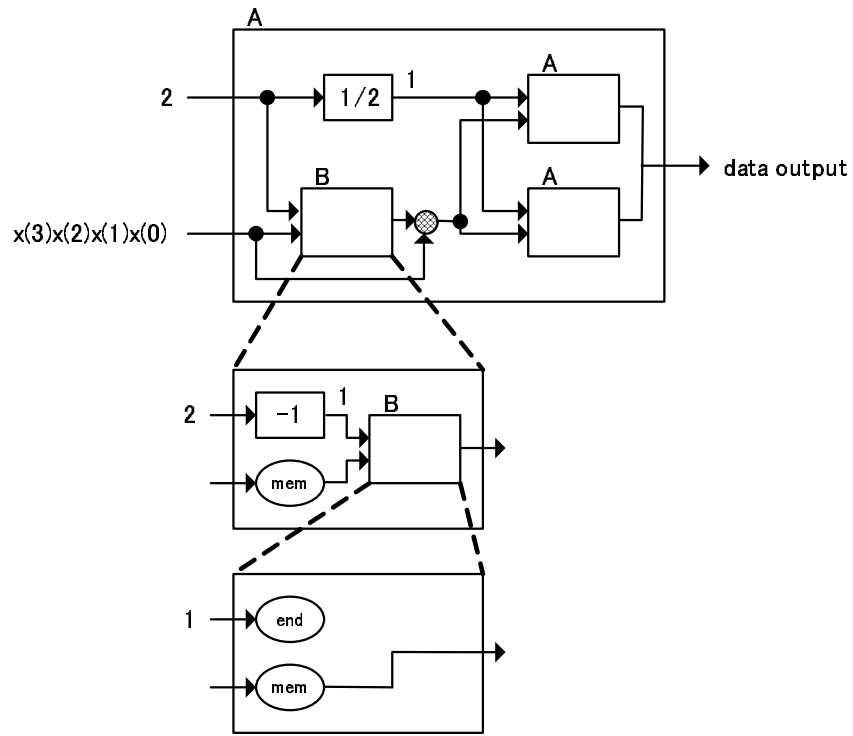 A
2
1/2
1
A
B
A
data output
x(3)x(2)x(1)x(0)
2
-1
1
B
mem
1
end
mem